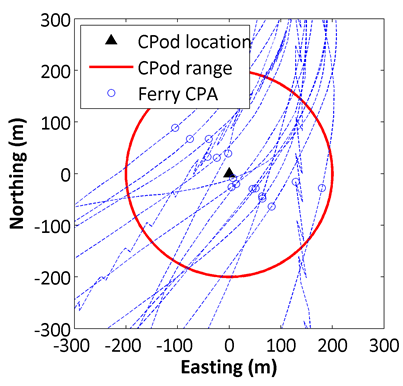 300
200
100
0
-100
-200
-300
-300
-200
-100
0
100
200
300
Northing (m)
Easting (m)
CPod location
CPod range
Ferry CPA